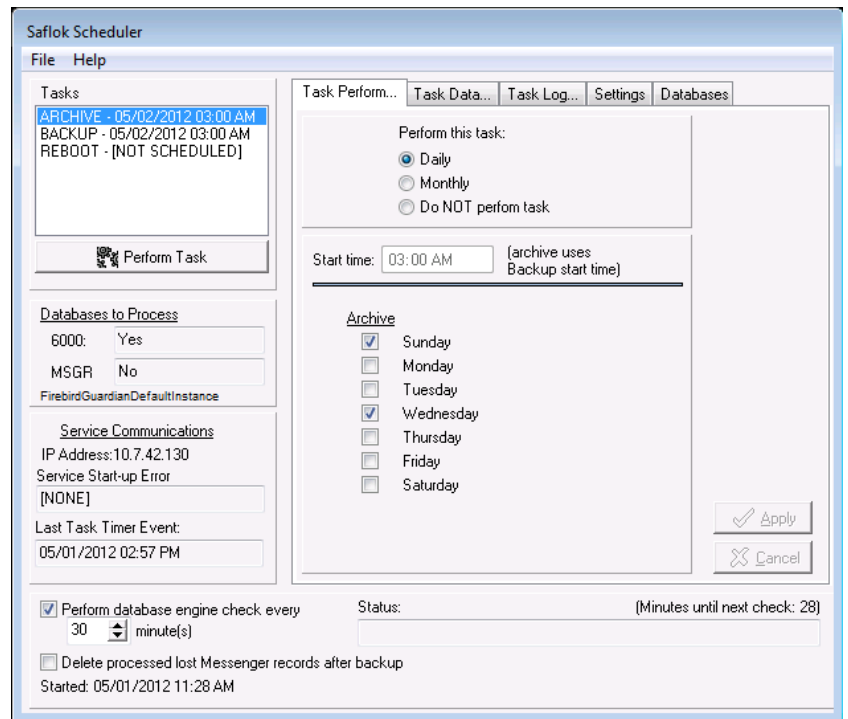 Saflok Scheduler
File Help
Tasks
ARCHIVE - 05/02/2012 03:00 AM
BACKUP - 05/02/2012 03:00 AM
REBOOT - [NOT SCHEDULED]
Perform Task
Databases to Process
6000: Yes
MSGR No
FirebirdGuardianDefaultInstance
Service Communications
IP Address:10.7.42.130
Service Start-up Error
[NONE]
Last Task Timer Event:
05/01/2012 02:57 PM
Task Perform... Task Data... Task Log... Settings Databases
Perform this task:
Daily
Monthly
Do NOT perfom task
Start time: 03:00 AM (archive uses
Backup start time)
Archive
Sunday
Monday
Tuesday
Wednesday
Thursday
Friday
Saturday
Apply
Cancel
Perform database engine check every
30 minute(s)
Status: (Minutes until next check: 28)
Delete processed lost Messenger records after backup
Started: 05/01/2012 11:28 AM